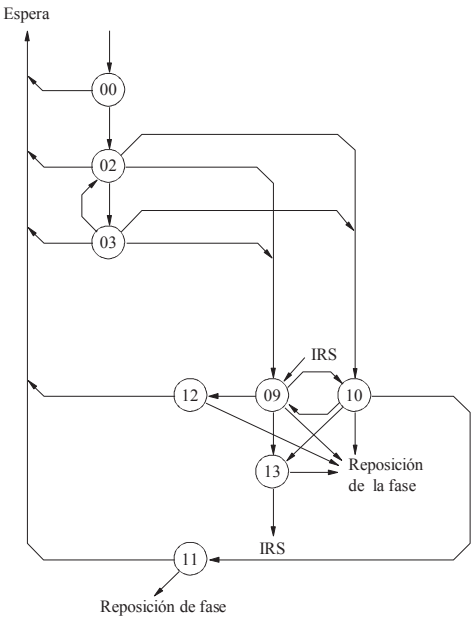 Espera
00
02
03
IRS
12
09
10
13
Reposición
de la fase
IRS
11
Reposición de fase